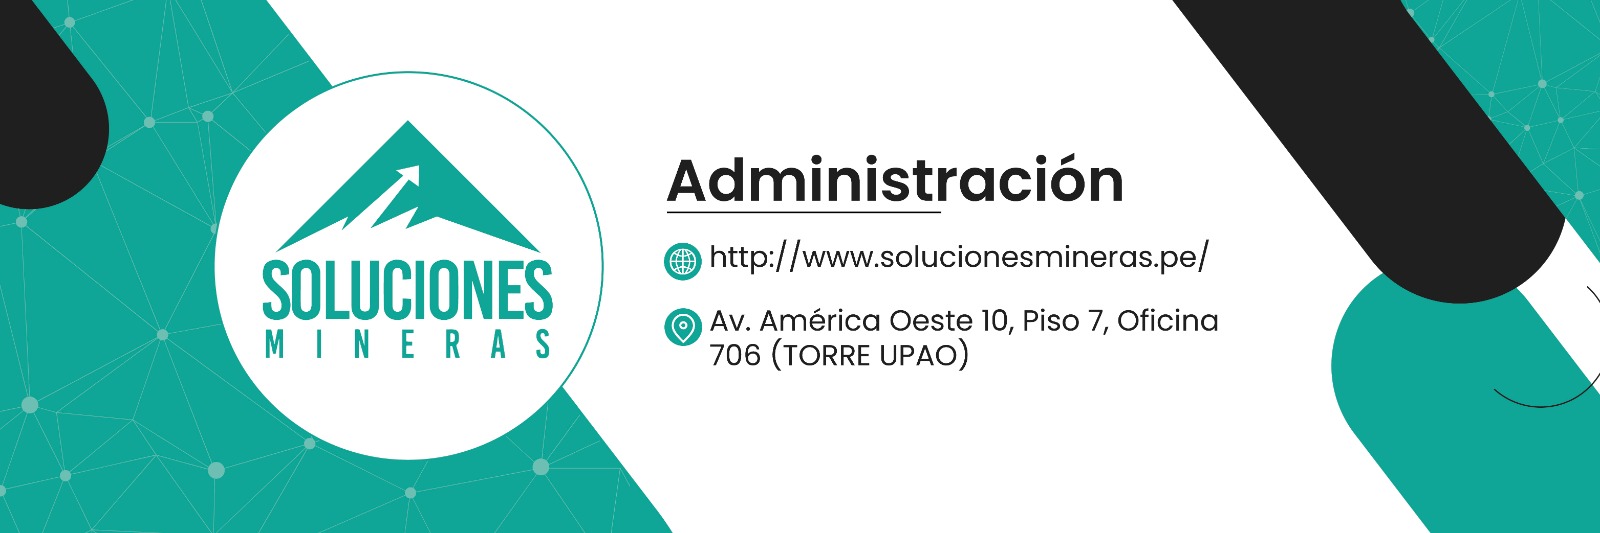 SOLUCIONES
MINERAS
Administración
http://www.solucionesmineras.pe/
Av. América Oeste 10, Piso 7, Oficina
706 (TORRE UPAO)